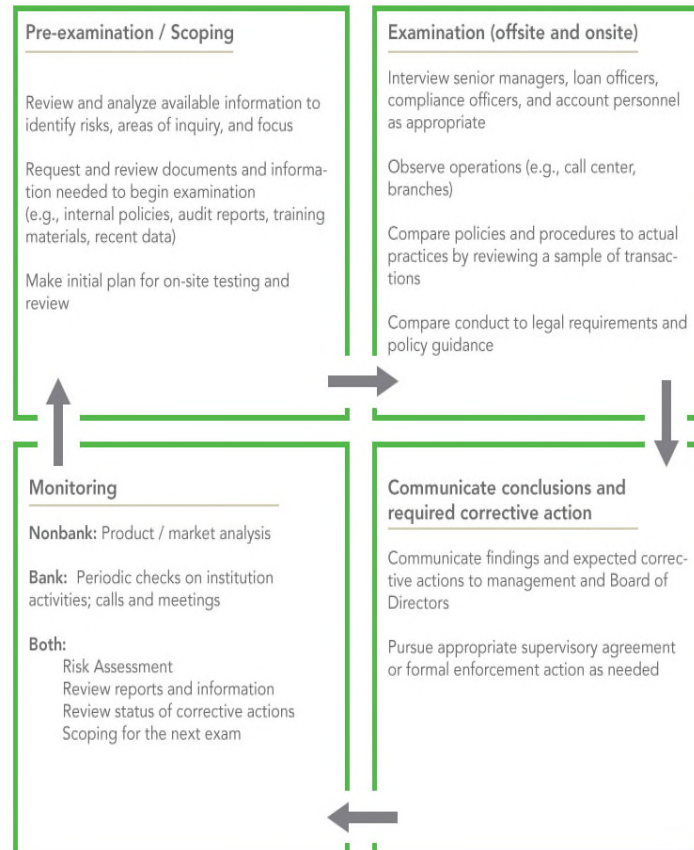 Pre-examination / Scoping
Review and analyze available information to
identify risks, areas of inquiry, and focus
Request and review documents and informa-
tion needed to begin examination
(e.g., internal policies, audit reports, training
materials, recent data)
Make initial plan for on-site testing and
review
Examination (offsite and onsite)
Interview senior managers, loan officers,
compliance officers, and account personnel
as appropriate
Observe operations (e.g., call center,
branches)
Compare policies and procedures to actual
practices by reviewing a sample of transac-
tions
Compare conduct to legal requirements and
policy guidance
Monitoring
Nonbank: Product / market analysis
Bank: Periodic checks on institution
activities; calls and meetings
Both:
Risk Assessment
Review reports and information
Review status of corrective actions
Scoping for the next exam
Communicate conclusions and
required corrective action
Communicate findings and expected correc-
tive actions to management and Board of
Directors
Pursue appropriate supervisory agreement
or formal enforcement action as needed